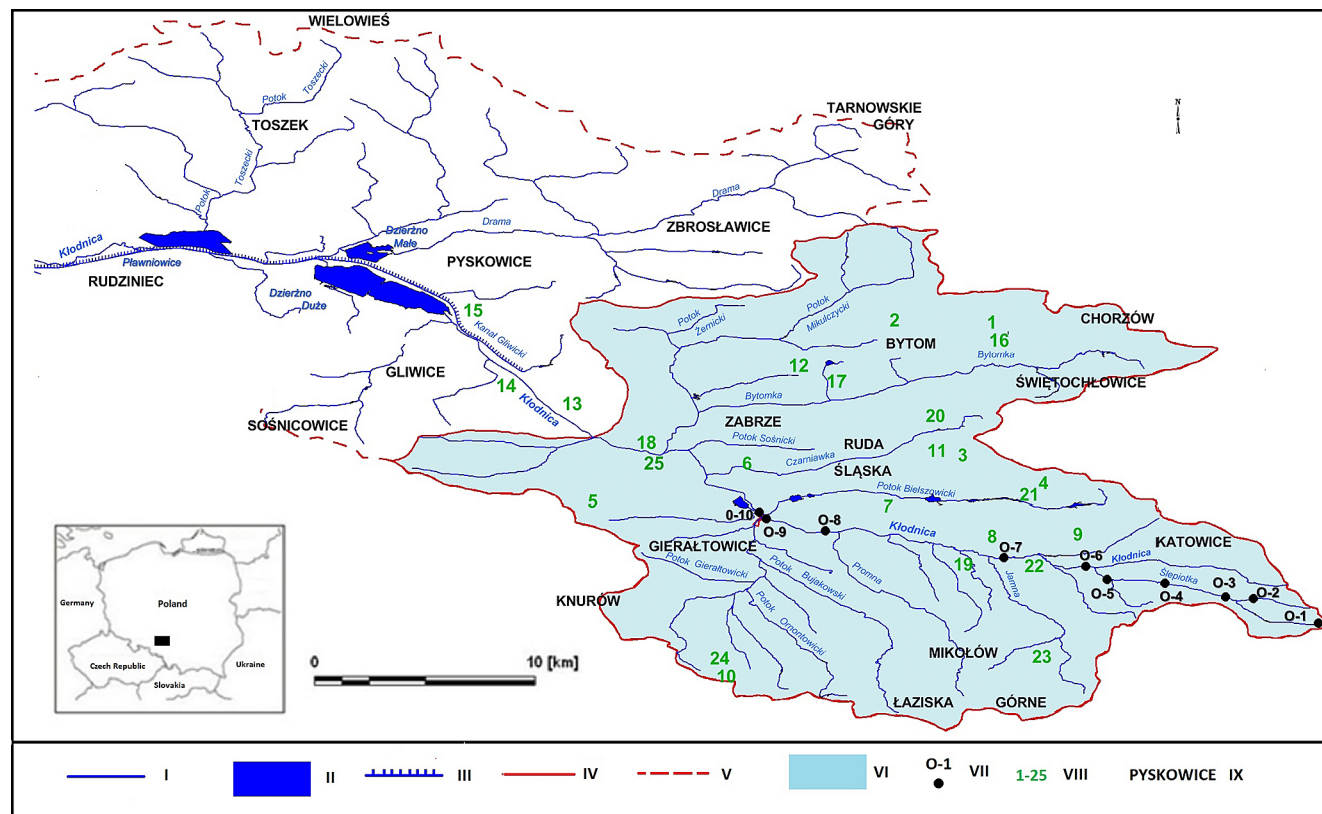 WIELOWIEŚ
Potok
Toszecki
TOSZEK
Toszecki
Potok
TARNOWSKIE
GÓRY
N
Drama
ZBROSŁAWICE
Drama
Dzierżno
Małe
Kłodnica
Pławniowice
RUDZINIEC
PYSKOWICE
Dzierżno
Duże
15
Kanał Gliwicki
Potok
Żernicki
Potok
Mikulczycki
2
1
CHORZÓW
16
BYTOM
Bytomka
GLIWICE
14
Kłodnica
13
12
17
Bytomka
ŚWIĘTOCHŁOWICE
SOŚNICOWICE
ZABRZE
20
18
Potok Sośnicki
RUDA
11
3
25
6
Czarniawka
ŚLĄSKA
Potok Bielszowicki
4
21
5
7
0-10
O-9
O-8
Kłodnica
8
9
KATOWICE
GIERAŁTOWICE
O-7
O-6
Kłodnica
Potok Gierałtowicki
Potok
Bujakowski
Promna
19
Jamna
22
O-5
Ślepiotka
O-4
O-3
O-2
O-1
KNURÓW
Potok
Ornontowicki
24
10
MIKOŁÓW
23
ŁAZISKA
GÓRNE
Germany
Poland
Czech Republic
Ukraine
Slovakia
0
10 [km]
I
II
III
IV
V
VI
O-1
VII
1-25
VIII
PYSKOWICE
IX